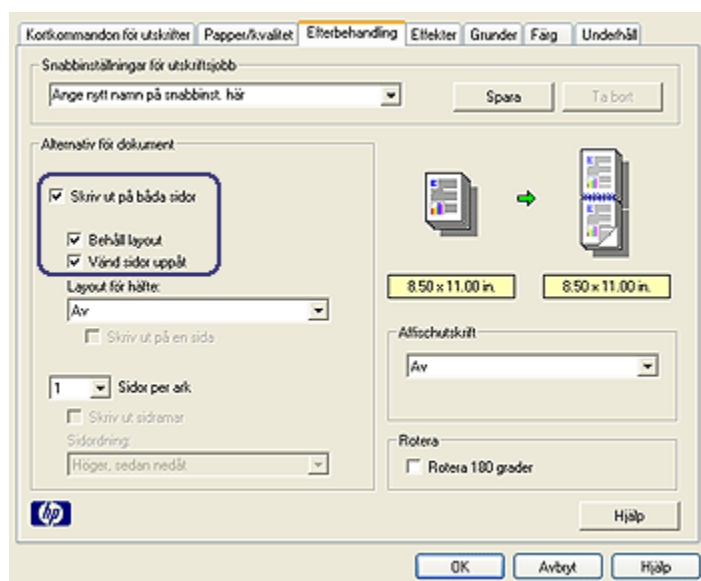 Kortkommandon för utskrifter Papper/kvalitet Efterbehandling Effekter Grunder Färg Underhåll
Snabbinställningar för utskriftsjobb
Ange nytt namn på snabbinst. här Spara Ta bort
Alternativ för dokument
Skriv ut på båda sidor
Behåll layout
Vänd sidor uppåt
Layout för häfte:
8.50 x 11.00 in. 8.50 x 11.00 in.
Av
Skriv ut på en sida
Affischutskrift
Av
1 Sidor per ark
Skriv ut sidramar
Sidordning:
Höger, sedan nedåt
Rotera
Rotera 180 grader
hp
Hjälp
OK Avbryt Hjälp